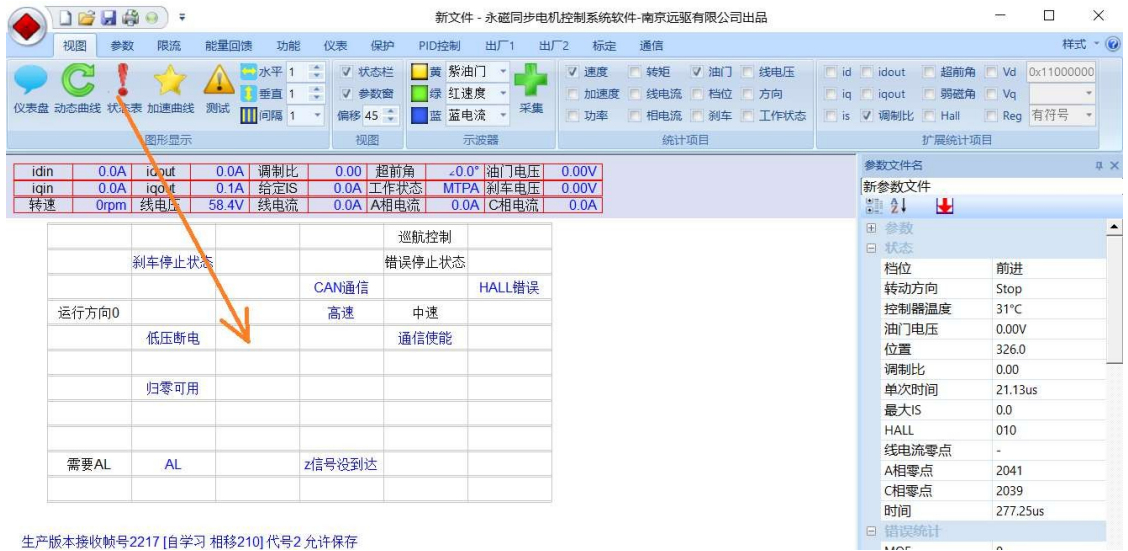 新文件 - 永磁同步电机控制系统软件-南京远驱有限公司出品
视图 参数 限流 能量回馈 功能 仪表 保护 PID控制 出厂1 出厂2 标定 通信 样式
水平 1 状态栏 黄 紫油门 速度 转矩 油门 线电压 id idout 超前角 Vd 0x11000000
垂直 1 参数窗 绿 红速度 加速度 线电流 档位 方向 iq iqout 弱磁角 Vq
仪表盘 动态曲线 状态表 加速曲线 测试 间隔 1 偏移 45 蓝 蓝电流 采集 功率 相电流 刹车 工作状态 is 调制比 Hall Reg 有符号
图形显示 视图 示波器 统计项目 扩展统计项目
idin 0.0A idout 0.0A 调制比 0.00 超前角 ∠0.0° 油门电压 0.00V
iqin 0.0A iqout 0.1A 给定IS 0.0A 工作状态 MTPA 刹车电压 0.00V
转速 0rpm 线电压 58.4V 线电流 0.0A A相电流 0.0A C相电流 0.0A
巡航控制
刹车停止状态 错误停止状态
CAN通信 HALL错误
运行方向0 高速 中速
低压断电 通信使能
归零可用
需要AL AL z信号没到达
生产版本接收帧号2217 [自学习 相移210] 代号2 允许保存
参数文件名
新参数文件
参数
状态
档位 前进
转动方向 Stop
控制器温度 31°C
油门电压 0.00V
位置 326.0
调制比 0.00
单次时间 21.13us
最大IS 0.0
HALL 010
线电流零点 -
A相零点 2041
C相零点 2039
时间 277.25us
错误统计